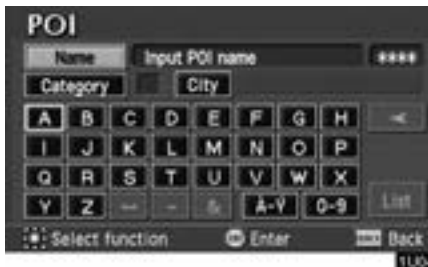 POI
Name Input POI name ****
Category City
A B C D E F G H
I J K L M N O P
Q R S T U V W X
Y Z - & À-Ý 0-9 List
Select function Enter Back